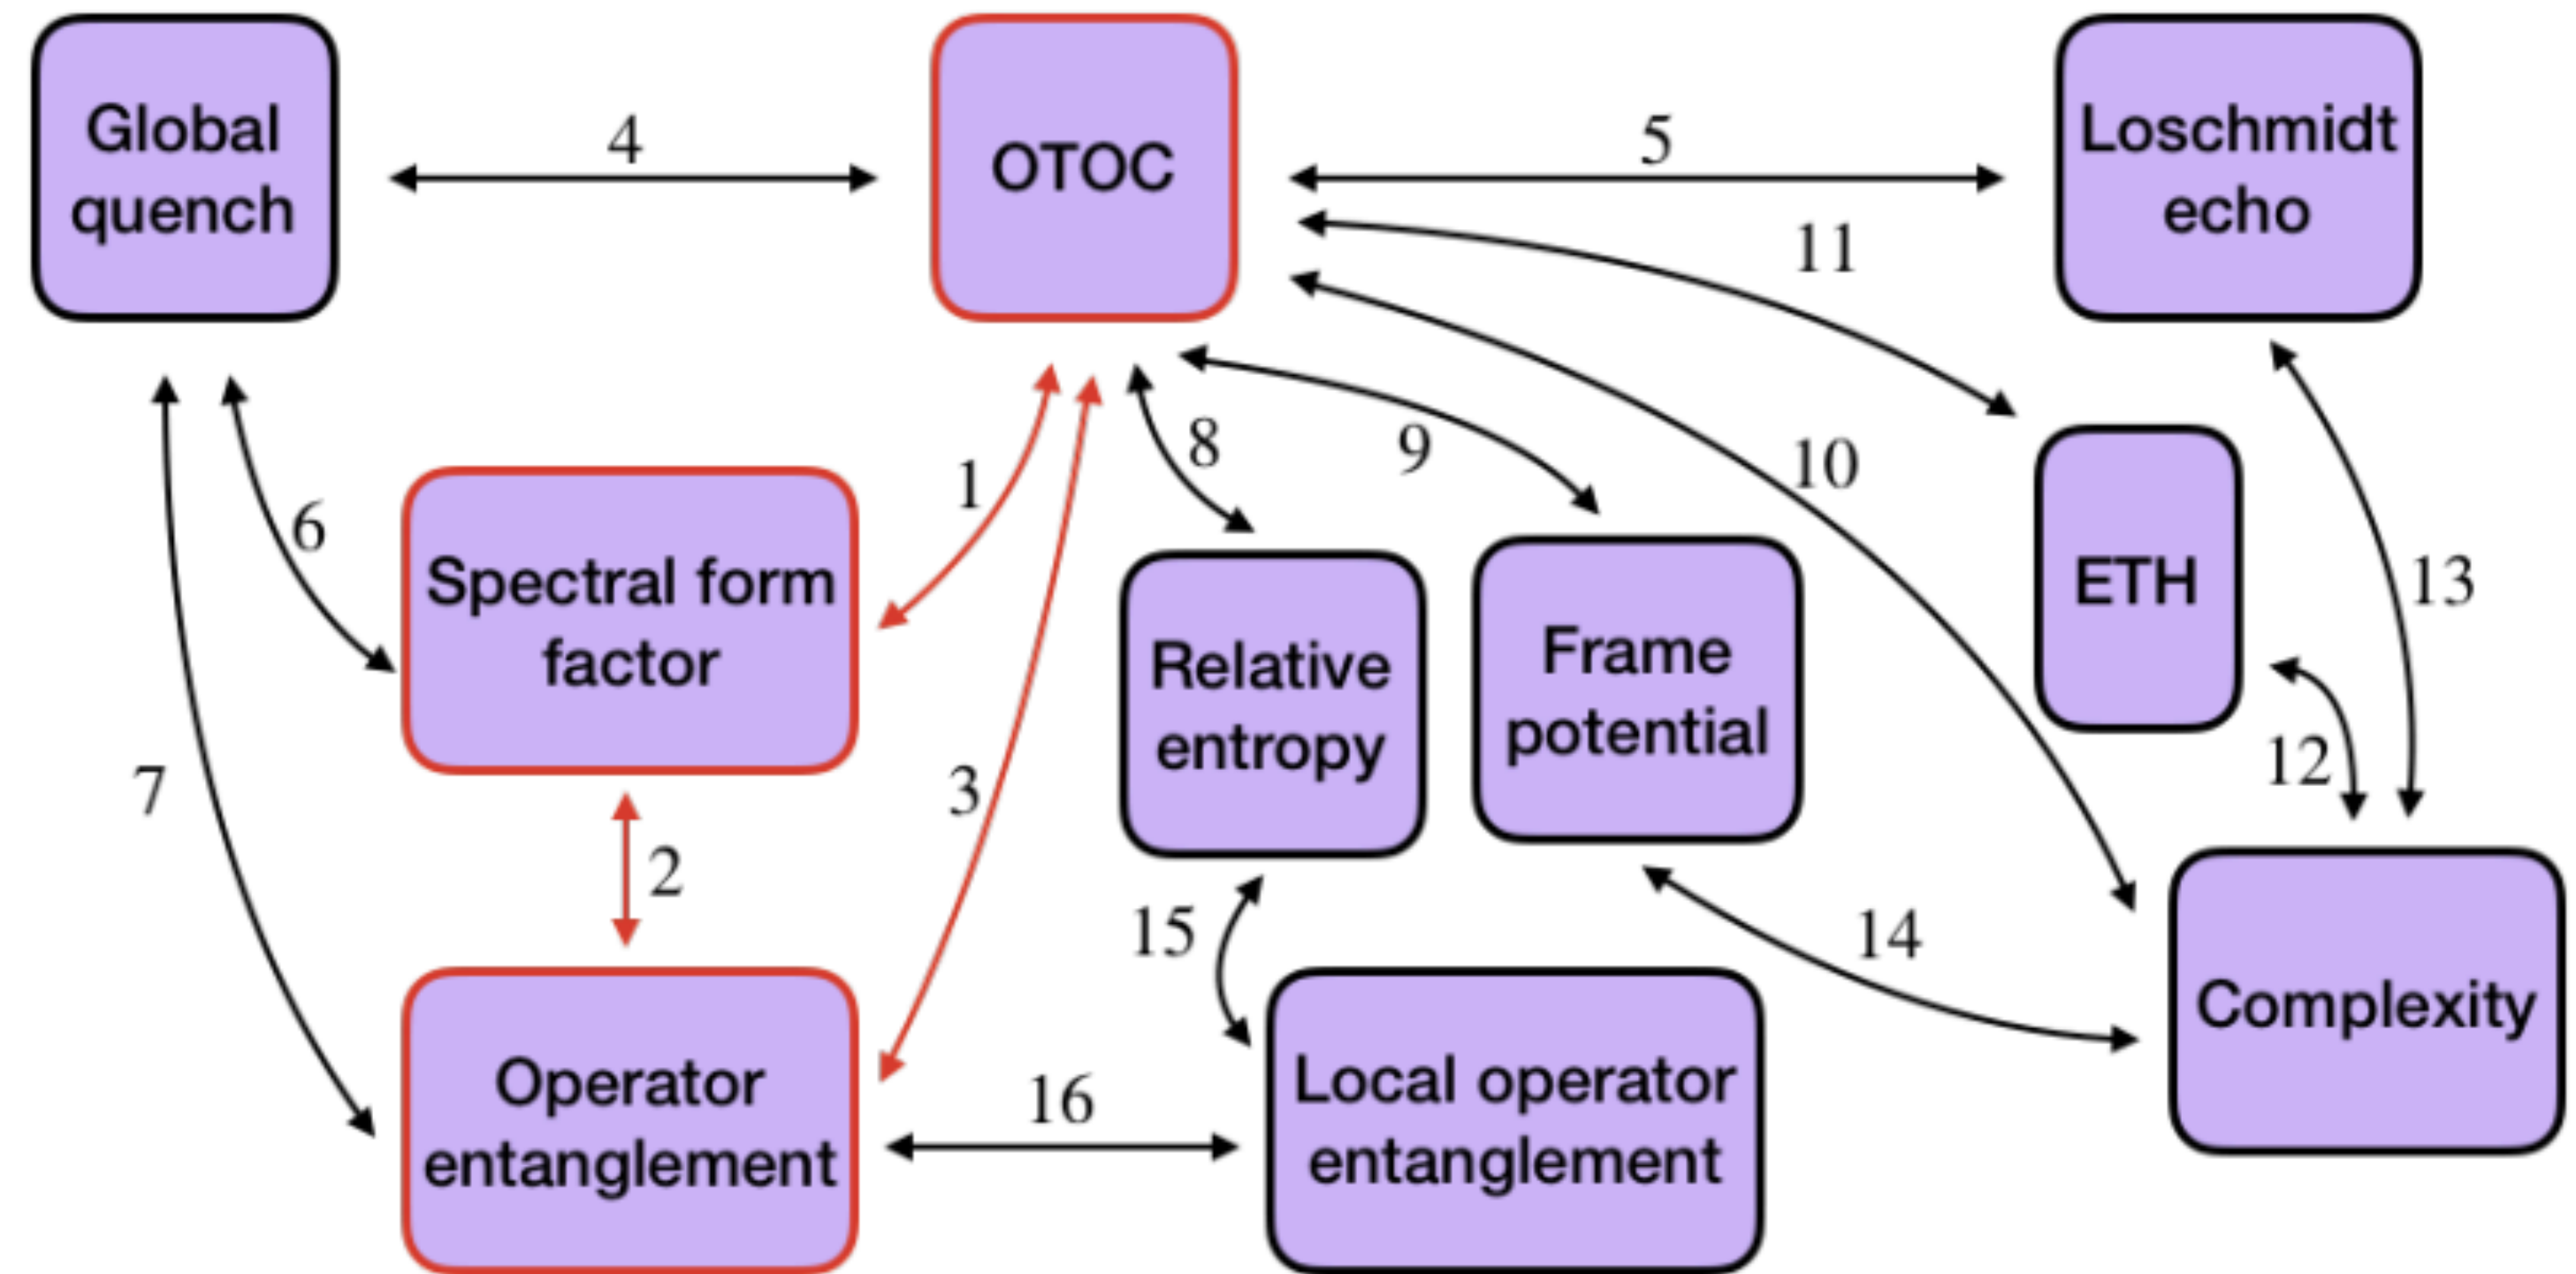 Global
quench
4
OTOC
5
Loschmidt
echo
11
10
1
8
9
6
Spectral form
factor
Relative
entropy
Frame
potential
ETH
13
12
7
3
2
15
14
Complexity
Operator
entanglement
16
Local operator
entanglement